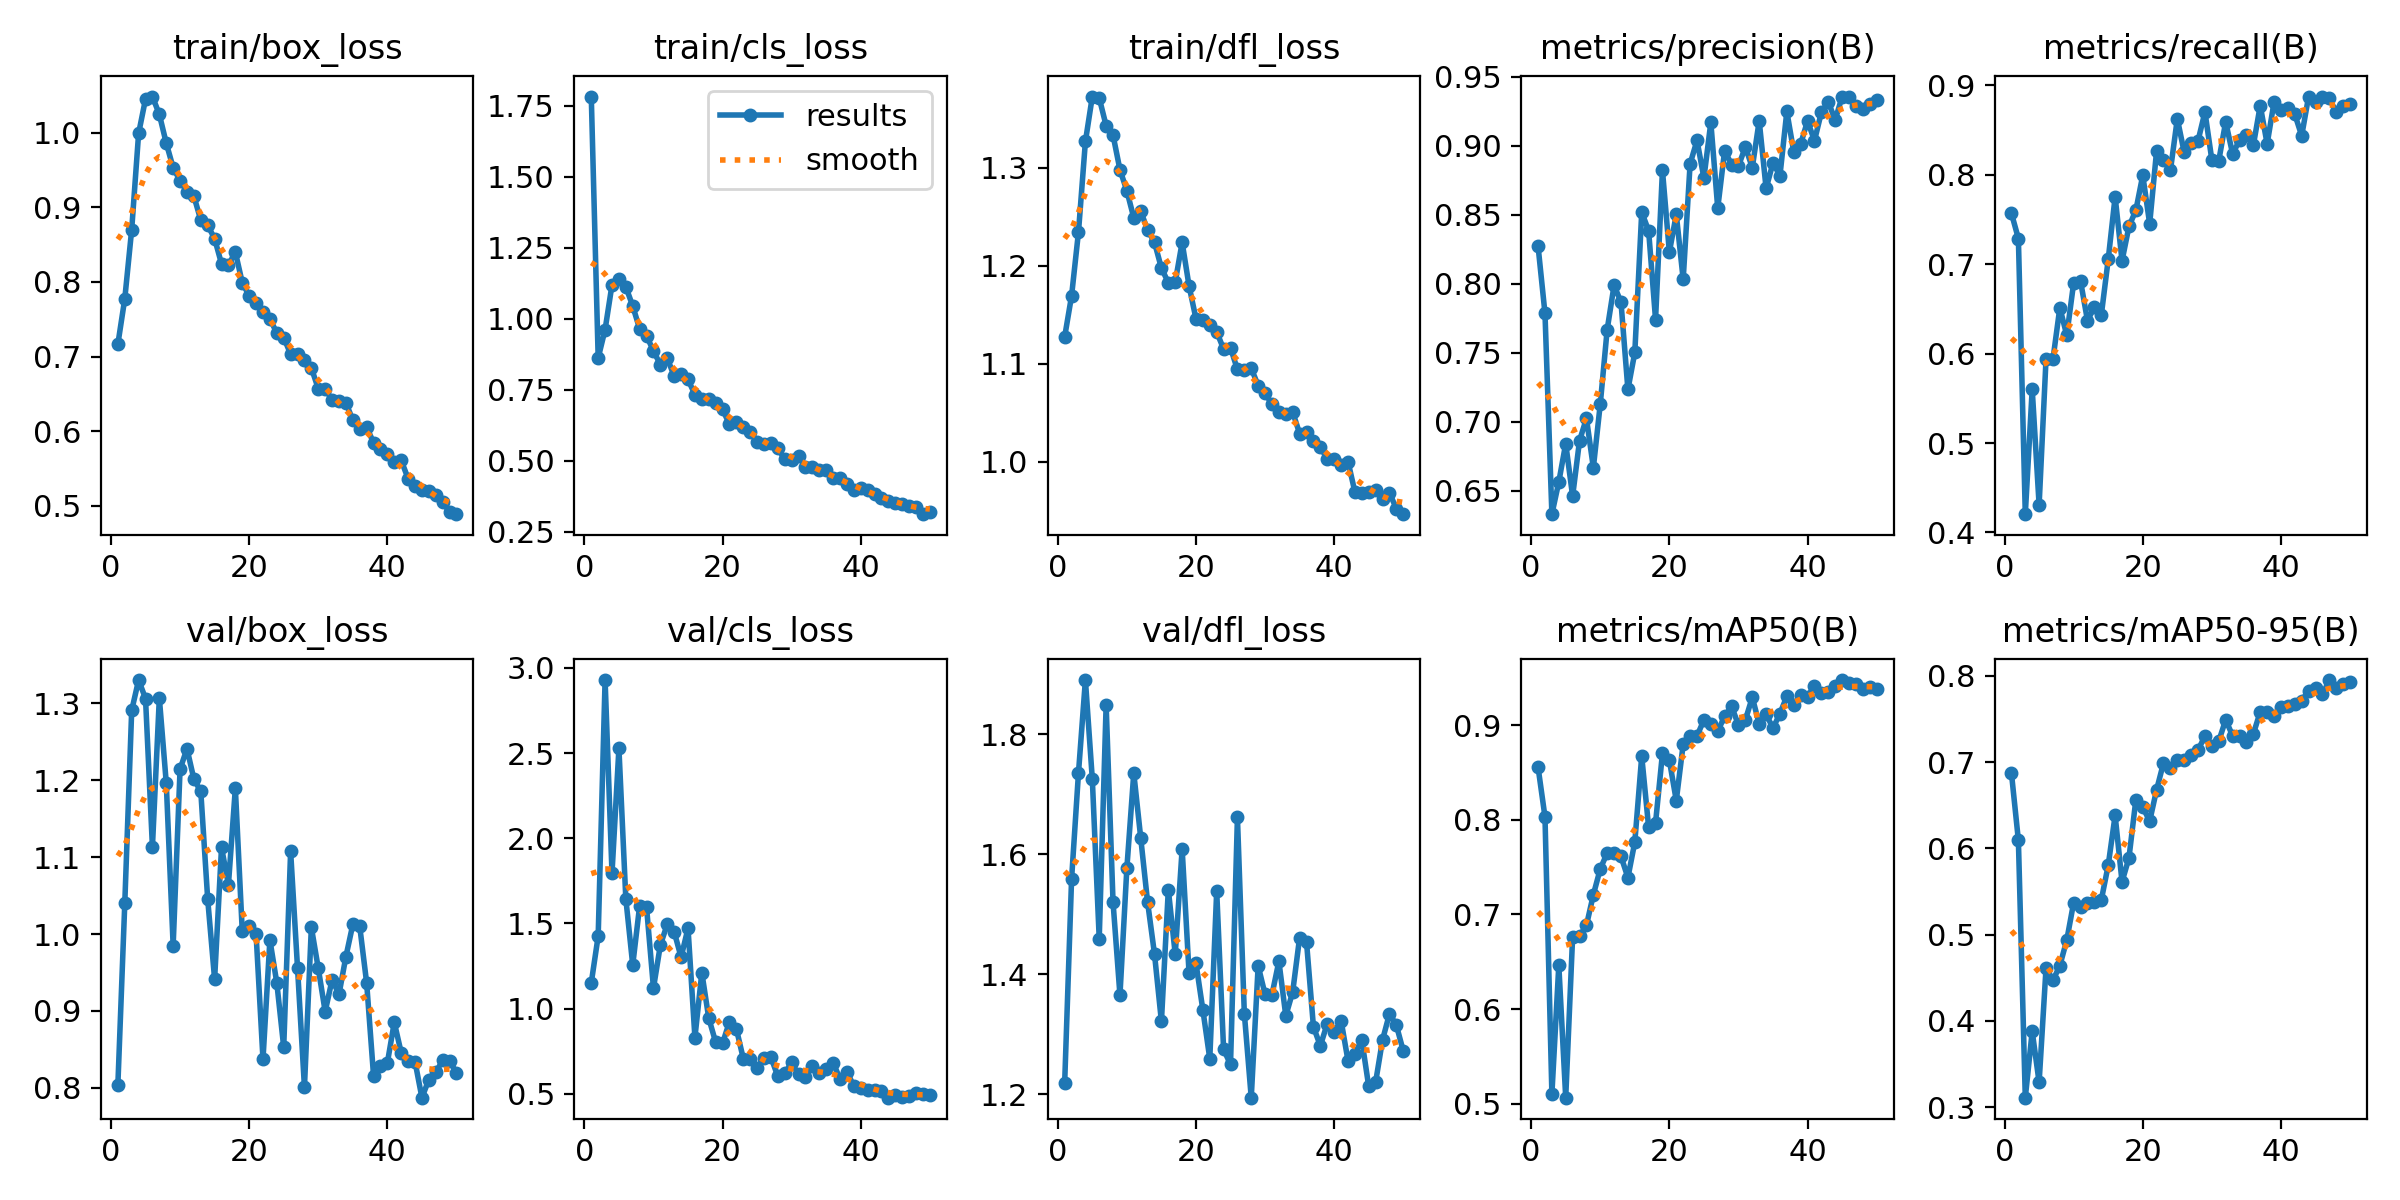 train/box_loss
1.0
0.9
0.8
0.7
0.6
0.5
0 20 40
train/cls_loss
results
smooth
1.75
1.50
1.25
1.00
0.75
0.50
0.25
0 20 40
train/dfl_loss
1.3
1.2
1.1
1.0
0 20 40
metrics/precision(B)
0.95
0.90
0.85
0.80
0.75
0.70
0.65
0 20 40
metrics/recall(B)
0.9
0.8
0.7
0.6
0.5
0.4
0 20 40
val/box_loss
1.3
1.2
1.1
1.0
0.9
0.8
0 20 40
val/cls_loss
3.0
2.5
2.0
1.5
1.0
0.5
0 20 40
val/dfl_loss
1.8
1.6
1.4
1.2
0 20 40
metrics/mAP50(B)
0.9
0.8
0.7
0.6
0.5
0 20 40
metrics/mAP50-95(B)
0.8
0.7
0.6
0.5
0.4
0.3
0 20 40